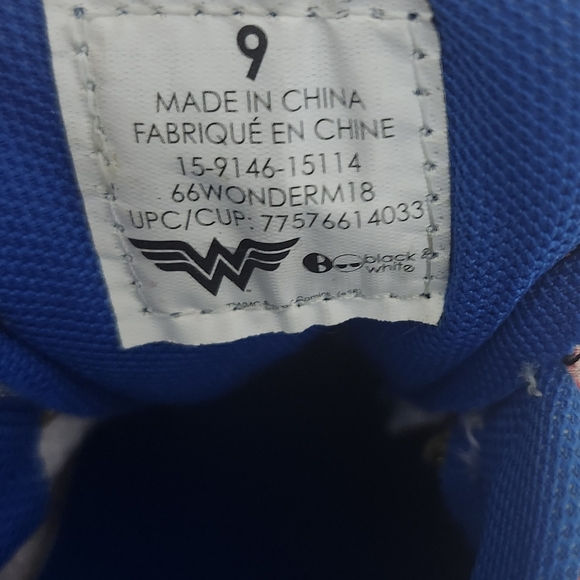 9
MADE IN CHINA
FABRIQUÉ EN CHINE
15-9146-15114
66WONDERM18
UPC/CUP: 77576614033
black &
white